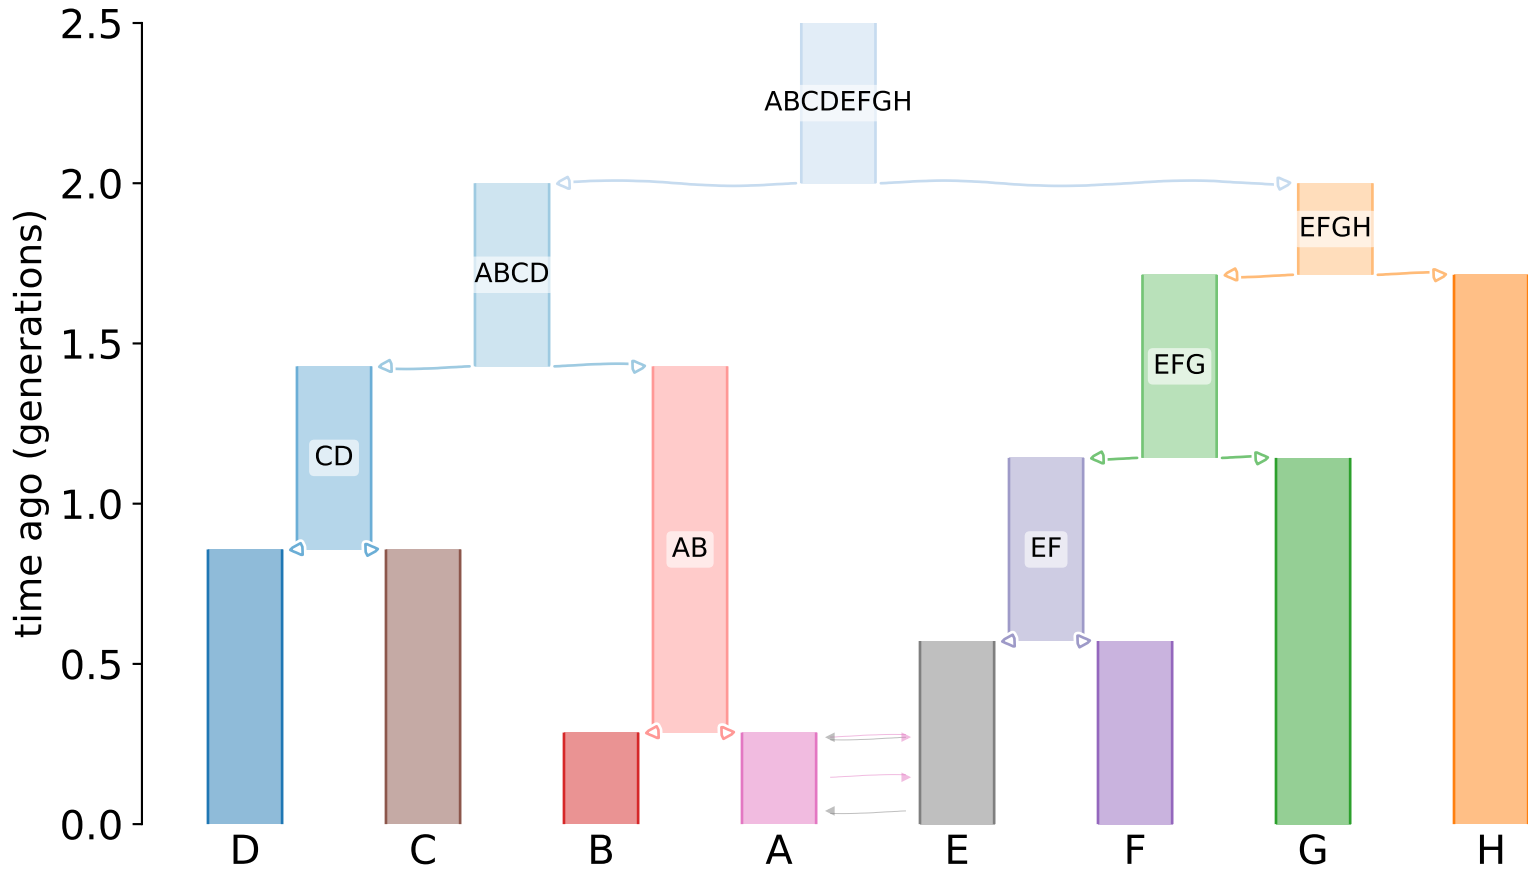 2.5
ABCDEFGH
2.0
EFGH
ABCD
1.5
EFG
CD
1.0
AB
EF
0.5
0.0
time ago (generations)
D C B A E F G H